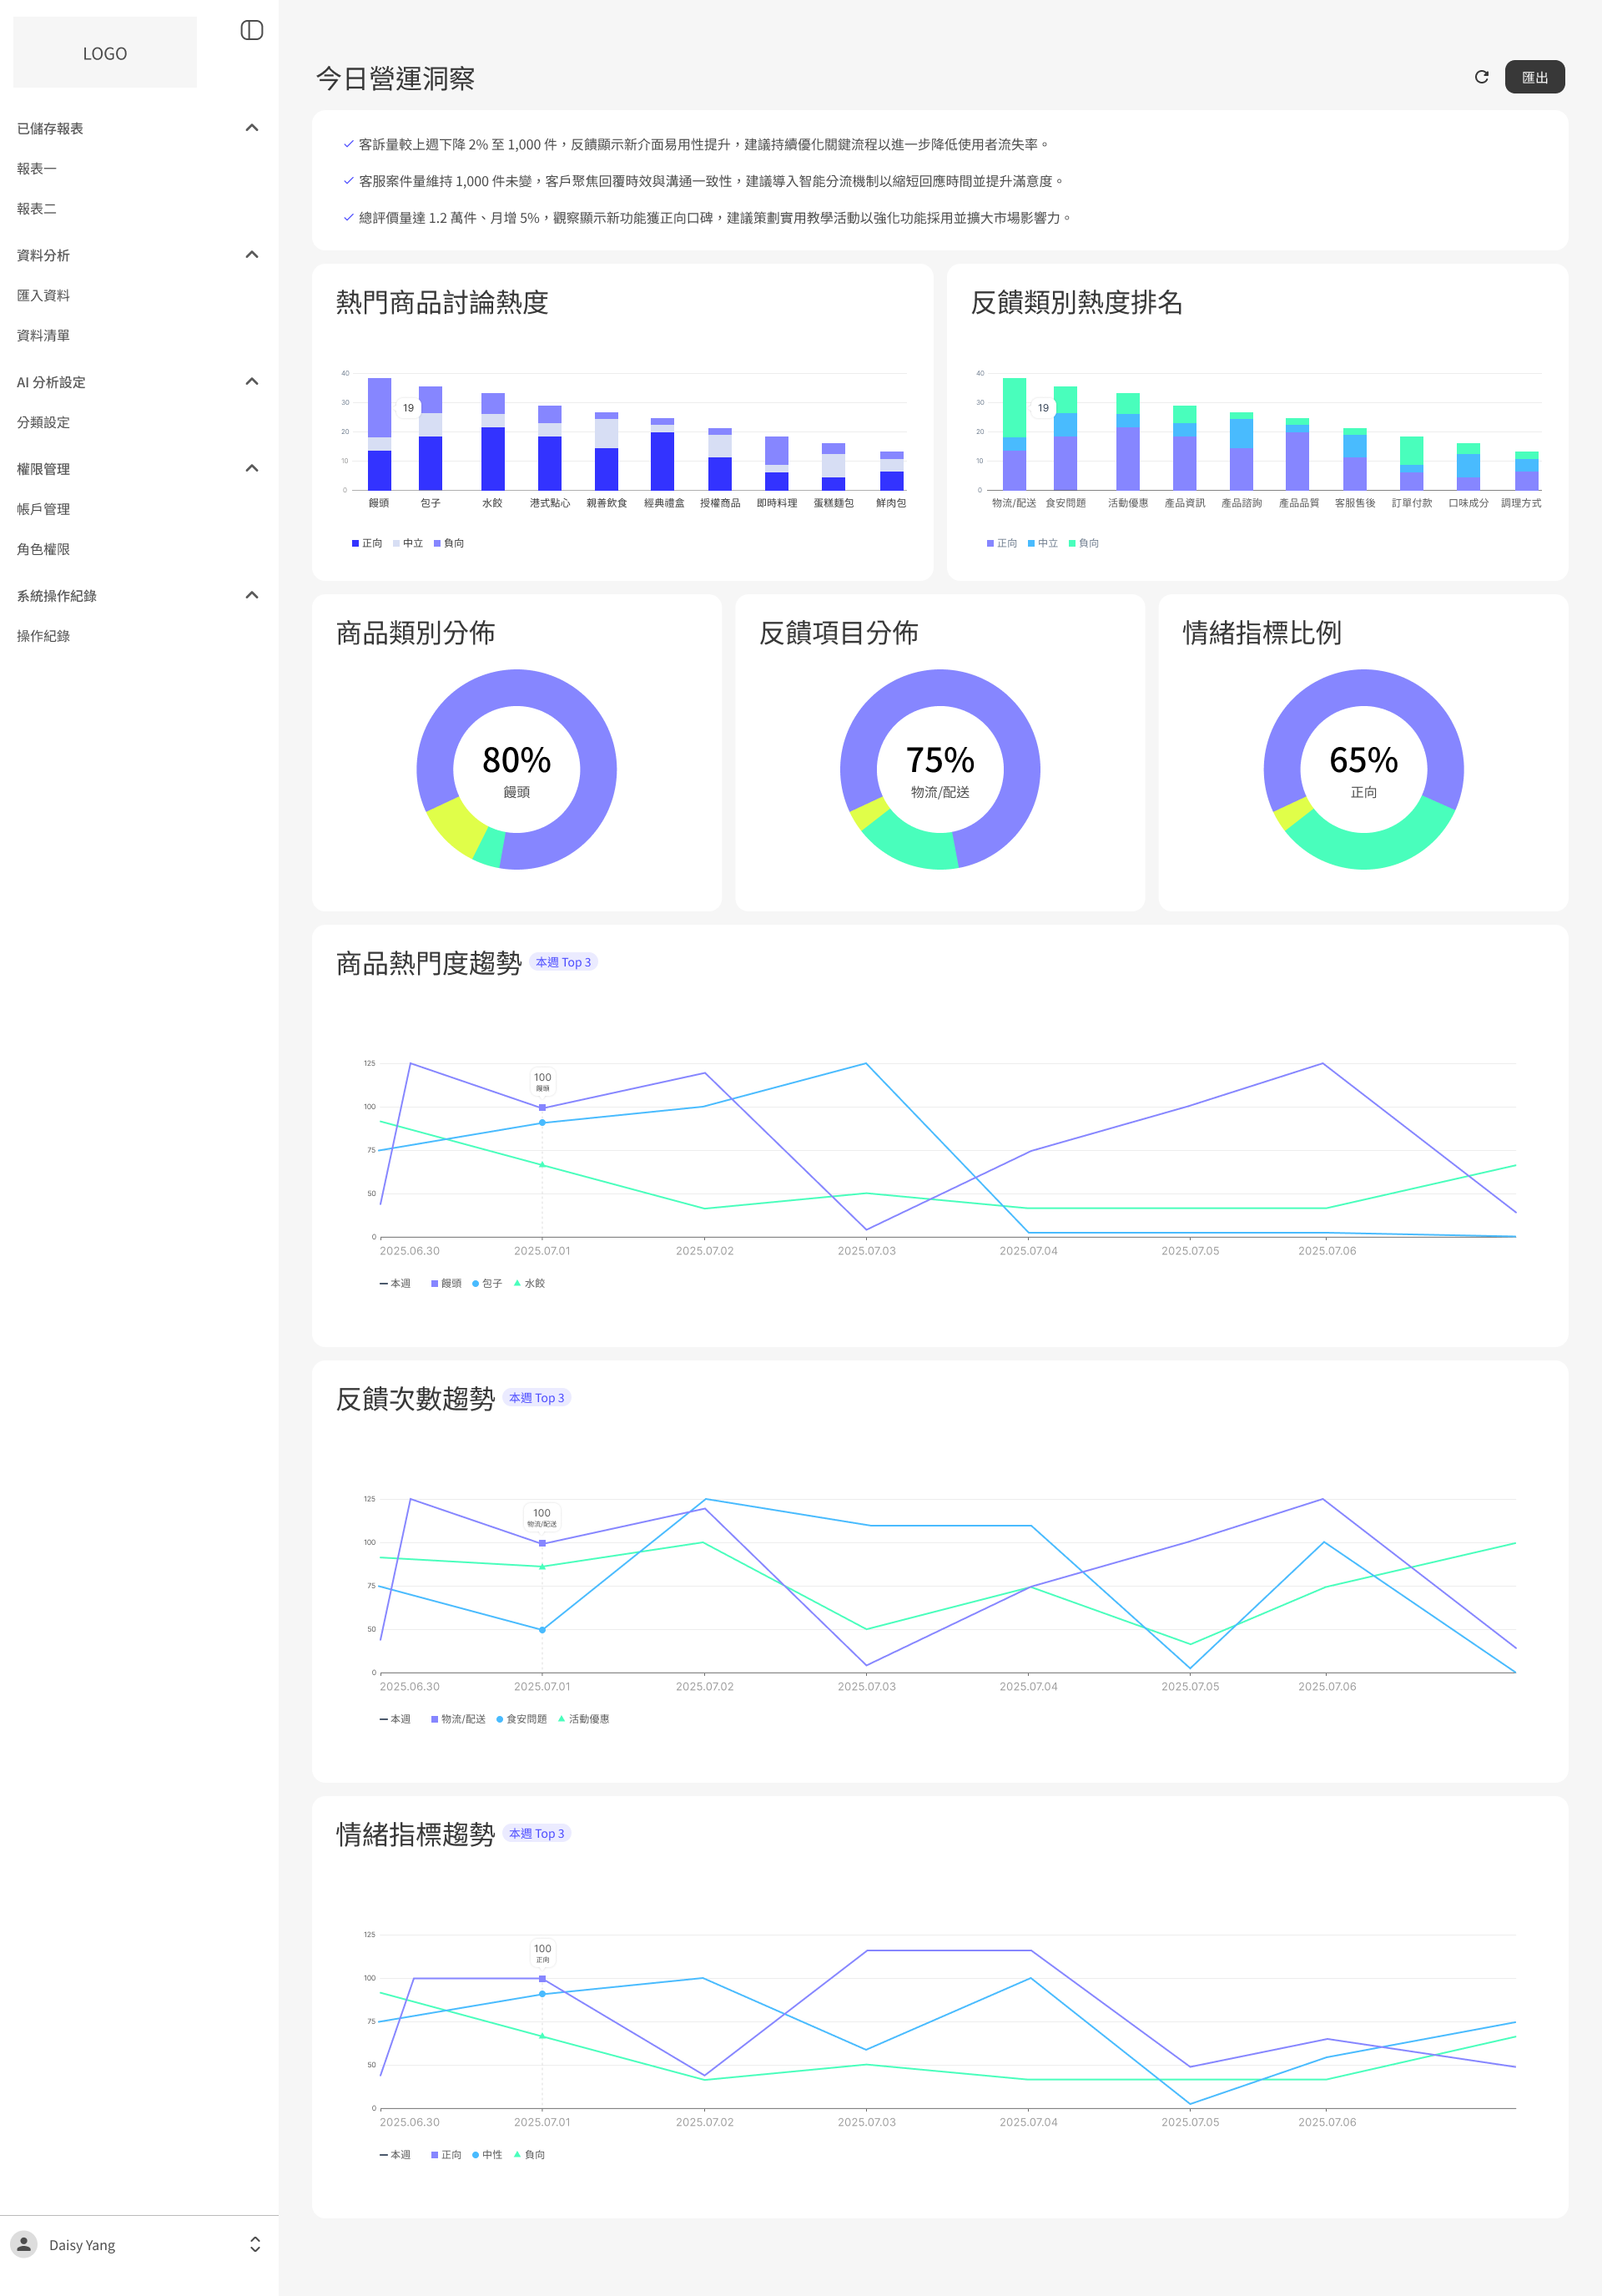 LOGO
已儲存報表
報表一
報表二
資料分析
匯入資料
資料清單
AI 分析設定
分類設定
權限管理
帳戶管理
角色權限
系統操作紀錄
操作紀錄
Daisy Yang
今日營運洞察
匯出
客訴量較上週下降 2% 至 1,000 件，反饋顯示新介面易用性提升，建議持續優化關鍵流程以進一步降低使用者流失率。
客服案件量維持 1,000 件未變，客戶聚焦回覆時效與溝通一致性，建議導入智能分流機制以縮短回應時間並提升滿意度。
總評價量達 1.2 萬件、月增 5%，觀察顯示新功能獲正向口碑，建議策劃實用教學活動以強化功能採用並擴大市場影響力。
熱門商品討論熱度
40
30
20
10
0
19
饅頭 包子 水餃 港式點心 親善飲食 經典禮盒 授權商品 即時料理 蛋糕麵包 鮮肉包
正向 中立 負向
反饋類別熱度排名
40
30
20
10
0
19
物流/配送 食安問題 活動優惠 產品資訊 產品諮詢 產品品質 客服售後 訂單付款 口味成分 調理方式
正向 中立 負向
商品類別分佈
80%
饅頭
反饋項目分佈
75%
物流/配送
情緒指標比例
65%
正向
商品熱門度趨勢 本週 Top 3
125
100
75
50
0
100
饅頭
2025.06.30 2025.07.01 2025.07.02 2025.07.03 2025.07.04 2025.07.05 2025.07.06
本週 饅頭 包子 水餃
反饋次數趨勢 本週 Top 3
125
100
75
50
0
100
物流/配送
2025.06.30 2025.07.01 2025.07.02 2025.07.03 2025.07.04 2025.07.05 2025.07.06
本週 物流/配送 食安問題 活動優惠
情緒指標趨勢 本週 Top 3
125
100
75
50
0
100
正向
2025.06.30 2025.07.01 2025.07.02 2025.07.03 2025.07.04 2025.07.05 2025.07.06
本週 正向 中性 負向